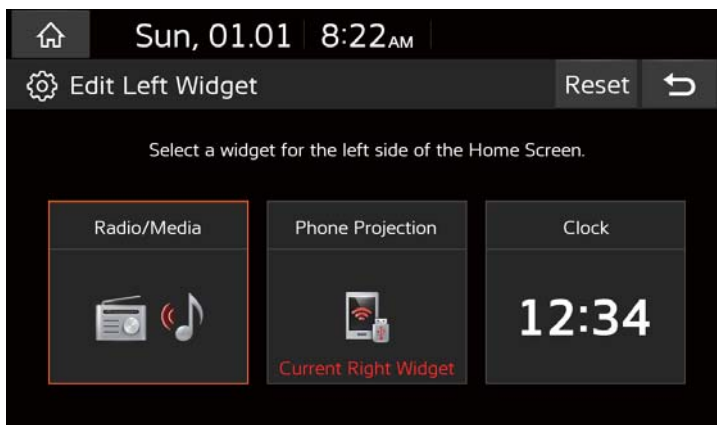 Sun, 01.01 8:22AM
Edit Left Widget Reset
Select a widget for the left side of the Home Screen.
Radio/Media Phone Projection Clock
12:34
Current Right Widget